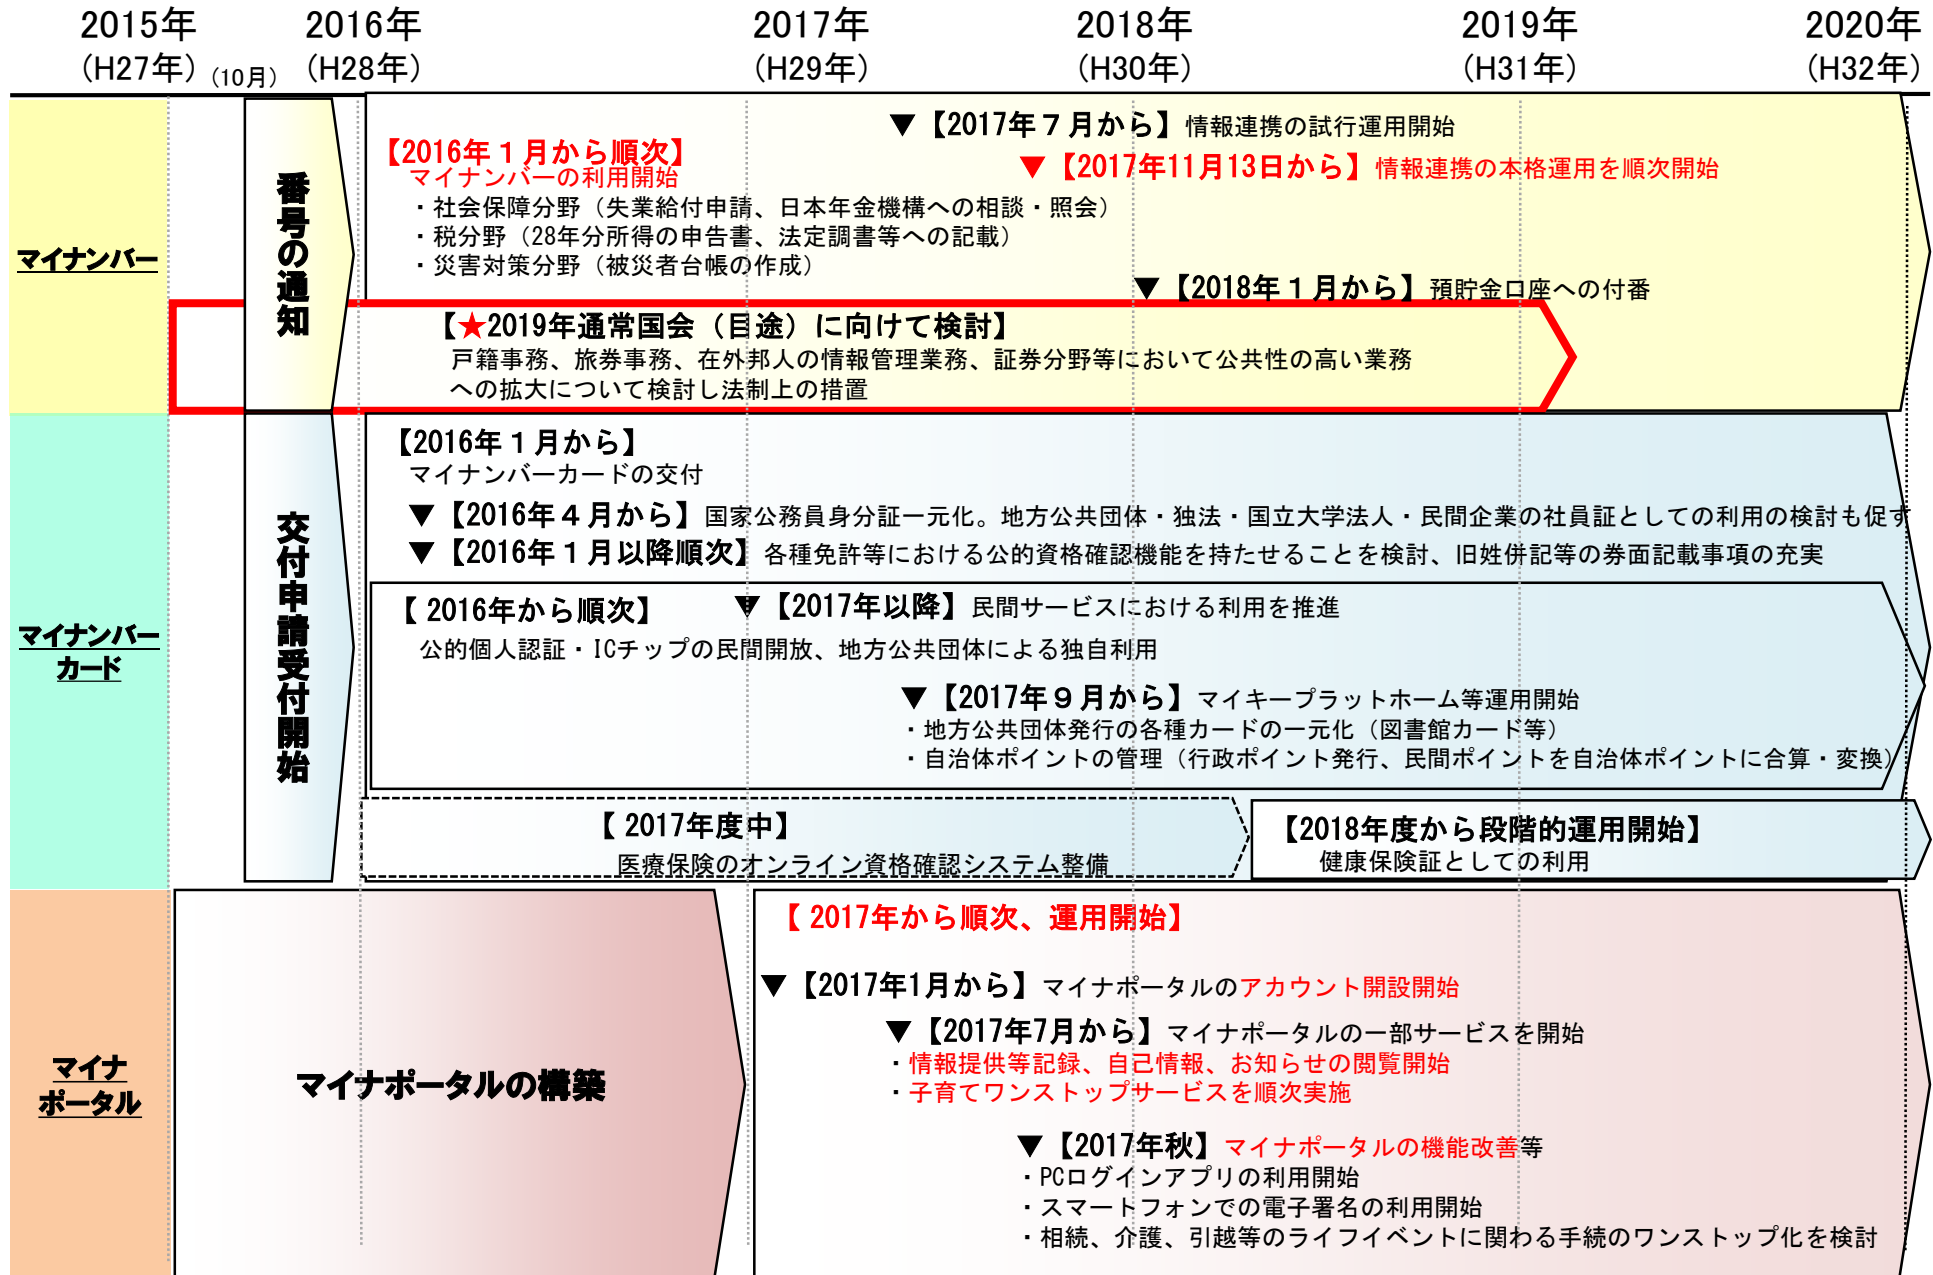 2015年 2016年 2017年 2018年 2019年 2020年
（H27年）（10月）（H28年）（H29年）（H30年）（H31年）（H32年）
マイナンバー
番号の通知
▼【2017年７月から】情報連携の試行運用開始
【2016年１月から順次】
▼【2017年11月13日から】情報連携の本格運用を順次開始
マイナンバーの利用開始
・社会保障分野（失業給付申請、日本年金機構への相談・照会）
・税分野（28年分所得の申告書、法定調書等への記載）
・災害対策分野（被災者台帳の作成）
▼【2018年１月から】預貯金口座への付番
【★2019年通常国会（目途）に向けて検討】
戸籍事務、旅券事務、在外邦人の情報管理業務、証券分野等において公共性の高い業務
への拡大について検討し法制上の措置
マイナンバー
カード
交付申請受付開始
【2016年１月から】
マイナンバーカードの交付
▼【2016年４月から】国家公務員身分証一元化。地方公共団体・独法・国立大学法人・民間企業の社員証としての利用の検討も促す
▼【2016年１月以降順次】各種免許等における公的資格確認機能を持たせることを検討、旧姓併記等の券面記載事項の充実
【 2016年から順次】 ▼【2017年以降】民間サービスにおける利用を推進
公的個人認証・ICチップの民間開放、地方公共団体による独自利用
▼【2017年９月から】マイキープラットホーム等運用開始
・地方公共団体発行の各種カードの一元化（図書館カード等）
・自治体ポイントの管理（行政ポイント発行、民間ポイントを自治体ポイントに合算・変換）
【 2017年度中】
医療保険のオンライン資格確認システム整備
【2018年度から段階的運用開始】
健康保険証としての利用
マイナ
ポータル
マイナポータルの構築
【 2017年から順次、運用開始】
▼【2017年1月から】マイナポータルのアカウント開設開始
▼【2017年7月から】マイナポータルの一部サービスを開始
・情報提供等記録、自己情報、お知らせの閲覧開始
・子育てワンストップサービスを順次実施
▼【2017年秋】マイナポータルの機能改善等
・PCログインアプリの利用開始
・スマートフォンでの電子署名の利用開始
・相続、介護、引越等のライフイベントに関わる手続のワンストップ化を検討